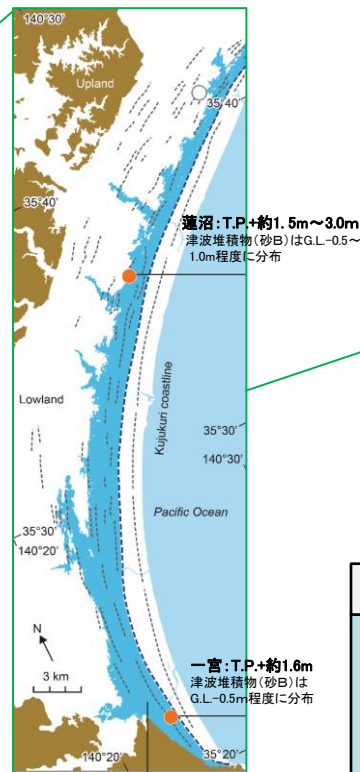 140°30'
Upland
35°40'
35°40'
蓮沼:T.P.+約1.5m～3.0m
津波堆積物(砂B)はG.L.-0.5～
1.0m程度に分布
Lowland
Kujukuri coastline
35°30'
140°30'
Pacific Ocean
35°30'
140°20'
N
3 km
一宮:T.P.+約1.6m
津波堆積物(砂B)は
G.L.-0.5m程度に分布
140°20'
35°20'